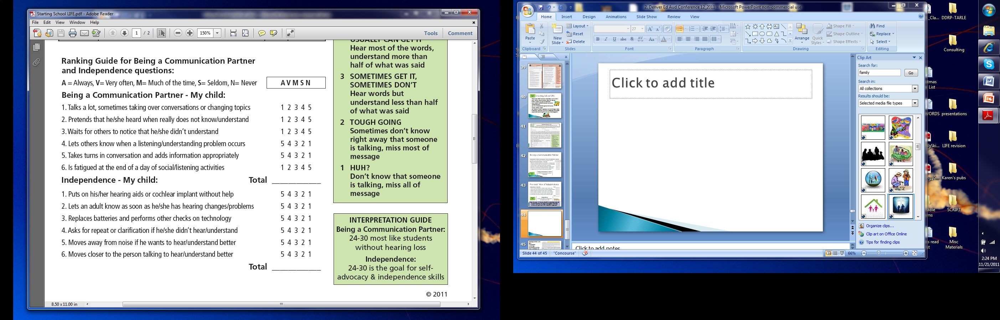 Starting School LIFE.pdf - Adobe Reader
File Edit View Window Help
1 / 2 150% Tools Comment
Ranking Guide for Being a Communication Partner
and Independence questions:
A = Always, V= Very often, M= Much of the time, S= Seldom, N= Never
A V M S N
Being a Communication Partner - My child:
1. Talks a lot, sometimes taking over conversations or changing topics 1 2 3 4 5
2. Pretends that he/she heard when really does not know/understand 1 2 3 4 5
3. Waits for others to notice that he/she didn't understand 1 2 3 4 5
4. Lets others know when a listening/understanding problem occurs 5 4 3 2 1
5. Takes turns in conversation and adds information appropriately 5 4 3 2 1
6. Is fatigued at the end of a day of social/listening activities 1 2 3 4 5
Independence - My child: Total ____________
1. Puts on his/her hearing aids or cochlear implant without help 5 4 3 2 1
2. Lets an adult know as soon as he/she has hearing changes/problems 5 4 3 2 1
3. Replaces batteries and performs other checks on technology 5 4 3 2 1
4. Asks for repeat or clarification if he/she didn't hear/understand 5 4 3 2 1
5. Moves away from noise if he wants to hear/understand better 5 4 3 2 1
6. Moves closer to the person talking to hear/understand better 5 4 3 2 1
Total ____________
USUALLY CAN GET IT
Hear most of the words,
understand more than
half of what was said
3 SOMETIMES GET IT,
SOMETIMES DON'T
Hear words but
understand less than half
of what was said
2 TOUGH GOING
Sometimes don't know
right away that someone
is talking, miss most of
message
1 HUH?
Don't know that someone
is talking, miss all of
message
INTERPRETATION GUIDE
Being a Communication Partner:
24-30 most like students
without hearing loss
Independence:
24-30 is the goal for self-
advocacy & independence skills
© 2011
8.50 x 11.00 in
2. Denver Ed Aud Conference 12_2011 - Microsoft PowerPoint non-commercial use
Home Insert Design Animations Slide Show Review View
Paste
Clipboard
New
Slide
Layout
Reset
Delete
Slides
27
B I U abc S AV Aa A
Font
Paragraph
Arrange
Quick
Styles
Shape Fill
Shape Outline
Shape Effects
Drawing
Find
Replace
Select
Editing
39
40
Starting School LIFE
41
42
Being a Communication Partner
43
Parents' View of Independence
44
45
Click to add title
Click to add notes
Slide 44 of 45 "Concourse" 66%
Clip Art
Search for:
family Go
Search in:
All collections
Results should be:
Selected media file types
Organize clips...
Clip art on Office Online
Tips for finding clips
_Cla... DDRP-TARLE
Consulting
tmas
List
WORDS presentations
gSki... LIFE revision
g_C... Karen's pubs
able
ms
SCRIPT
s read
st
Misc
Materials
2:24 PM
11/21/2011